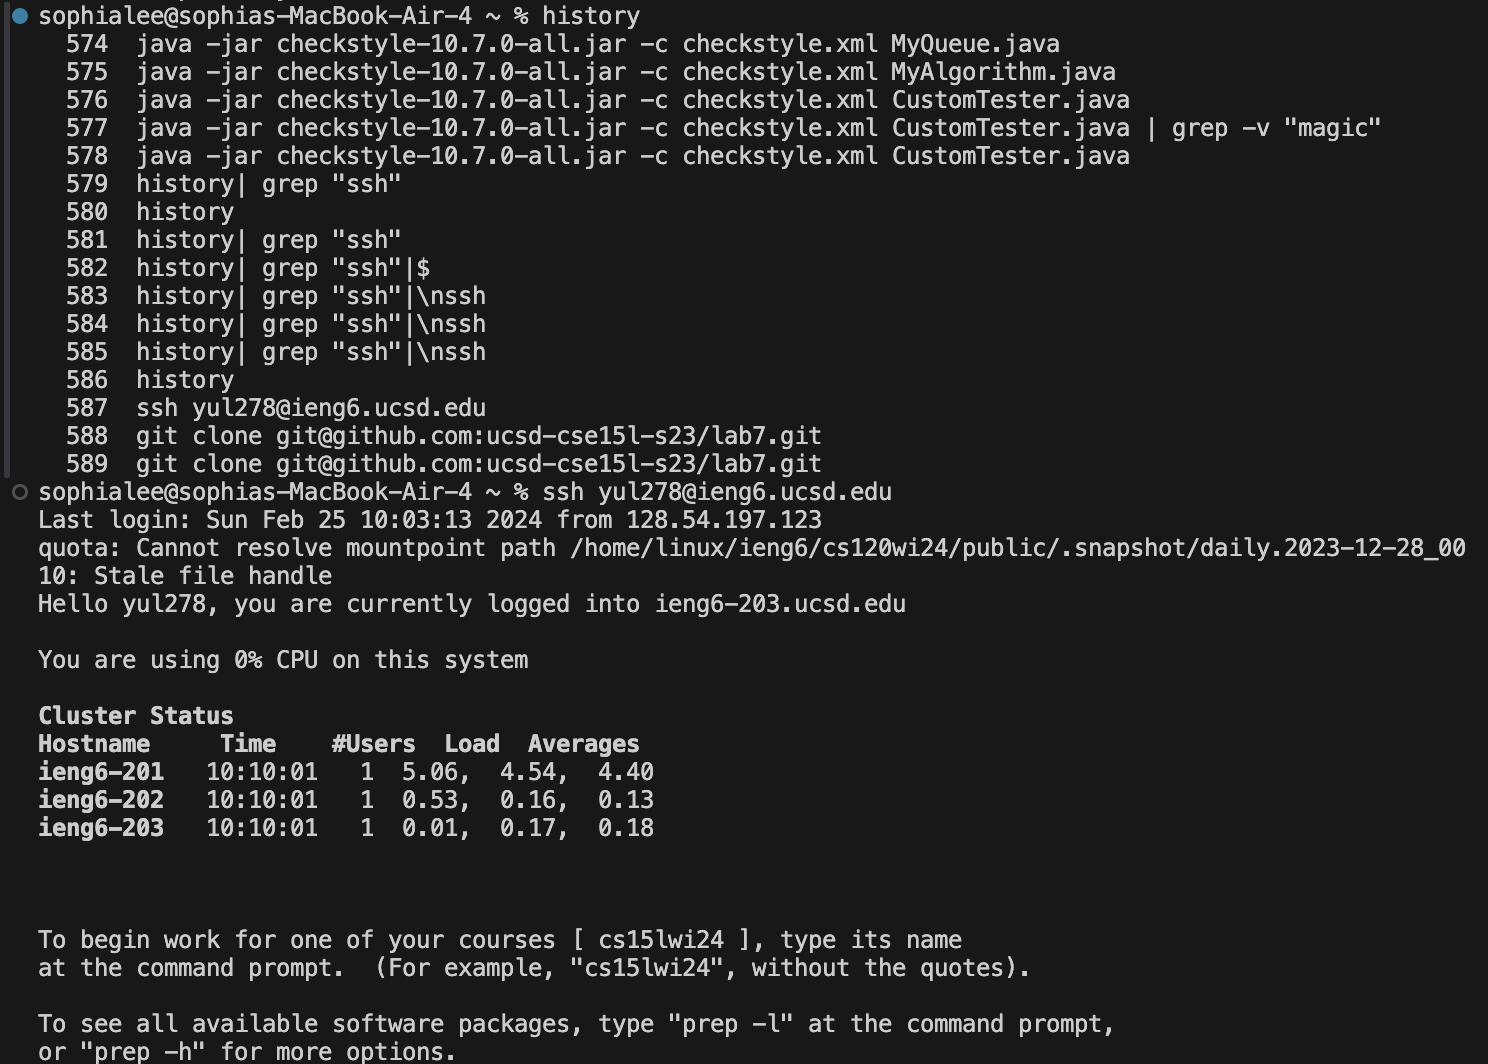 sophialee@sophias-MacBook-Air-4 ~ % history
  574  java -jar checkstyle-10.7.0-all.jar -c checkstyle.xml MyQueue.java
  575  java -jar checkstyle-10.7.0-all.jar -c checkstyle.xml MyAlgorithm.java
  576  java -jar checkstyle-10.7.0-all.jar -c checkstyle.xml CustomTester.java
  577  java -jar checkstyle-10.7.0-all.jar -c checkstyle.xml CustomTester.java | grep -v "magic"
  578  java -jar checkstyle-10.7.0-all.jar -c checkstyle.xml CustomTester.java
  579  history| grep "ssh"
  580  history
  581  history| grep "ssh"
  582  history| grep "ssh"|$
  583  history| grep "ssh"|\nssh
  584  history| grep "ssh"|\nssh
  585  history| grep "ssh"|\nssh
  586  history
  587  ssh yul278@ieng6.ucsd.edu
  588  git clone git@github.com:ucsd-cse15l-s23/lab7.git
  589  git clone git@github.com:ucsd-cse15l-s23/lab7.git
sophialee@sophias-MacBook-Air-4 ~ % ssh yul278@ieng6.ucsd.edu
Last login: Sun Feb 25 10:03:13 2024 from 128.54.197.123
quota: Cannot resolve mountpoint path /home/linux/ieng6/cs120wi24/public/.snapshot/daily.2023-12-28_00
10: Stale file handle
Hello yul278, you are currently logged into ieng6-203.ucsd.edu

You are using 0% CPU on this system

Cluster Status
Hostname     Time    #Users  Load  Averages
ieng6-201   10:10:01   1  5.06,  4.54,  4.40
ieng6-202   10:10:01   1  0.53,  0.16,  0.13
ieng6-203   10:10:01   1  0.01,  0.17,  0.18

To begin work for one of your courses [ cs15lwi24 ], type its name
at the command prompt.  (For example, "cs15lwi24", without the quotes).

To see all available software packages, type "prep -l" at the command prompt,
or "prep -h" for more options.